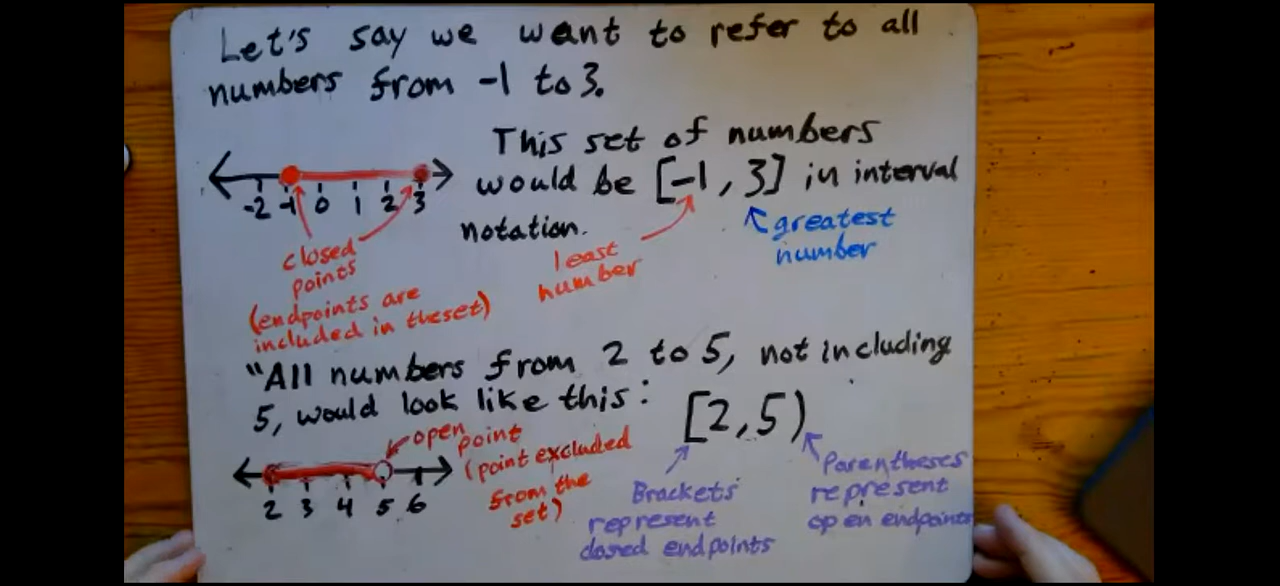 Let's say we want to refer to all
numbers from -1 to 3.
This set of numbers
would be [-1, 3] in interval
notation.
-2 -1 0 1 2 3
closed
points
(endpoints are
included in theset)
least
number
greatest
number
"All numbers from 2 to 5, not including
5, would look like this: [2,5)
open point
(point excluded
from the
set)
2 3 4 5 6
Brackets
represent
closed endpoints
Parentheses
represent
open endpoints